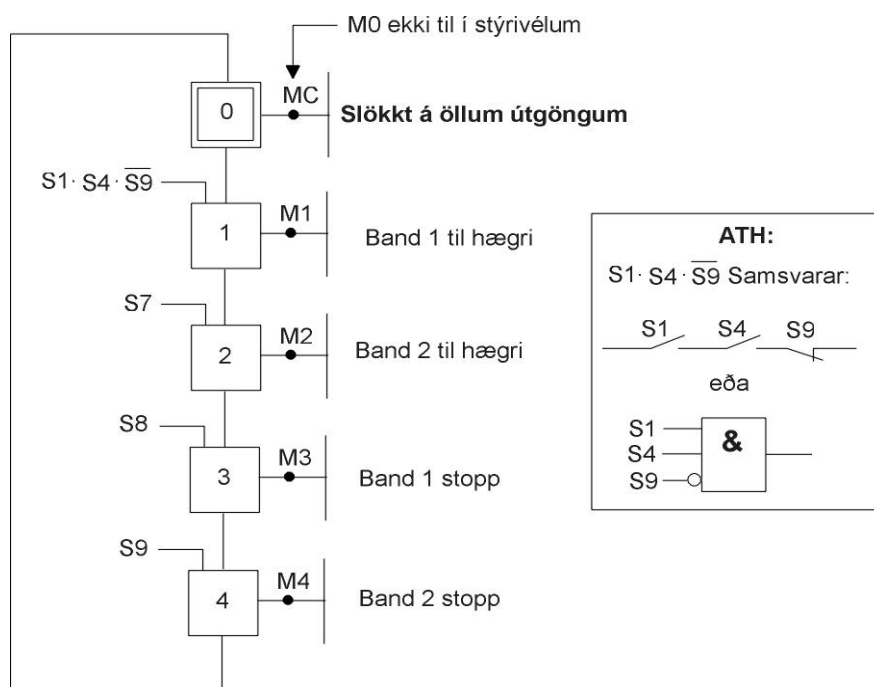 M0 ekki til í stýrivélum
0
MC
Slökkt á öllum útgöngum
S1· S4 · S̅9̅
1
M1
Band 1 til hægri
S7
2
M2
Band 2 til hægri
S8
3
M3
Band 1 stopp
S9
4
M4
Band 2 stopp
ATH:
S1· S4 · S̅9̅ Samsvarar:
S1 S4 S9
eða
S1
S4
S9
&